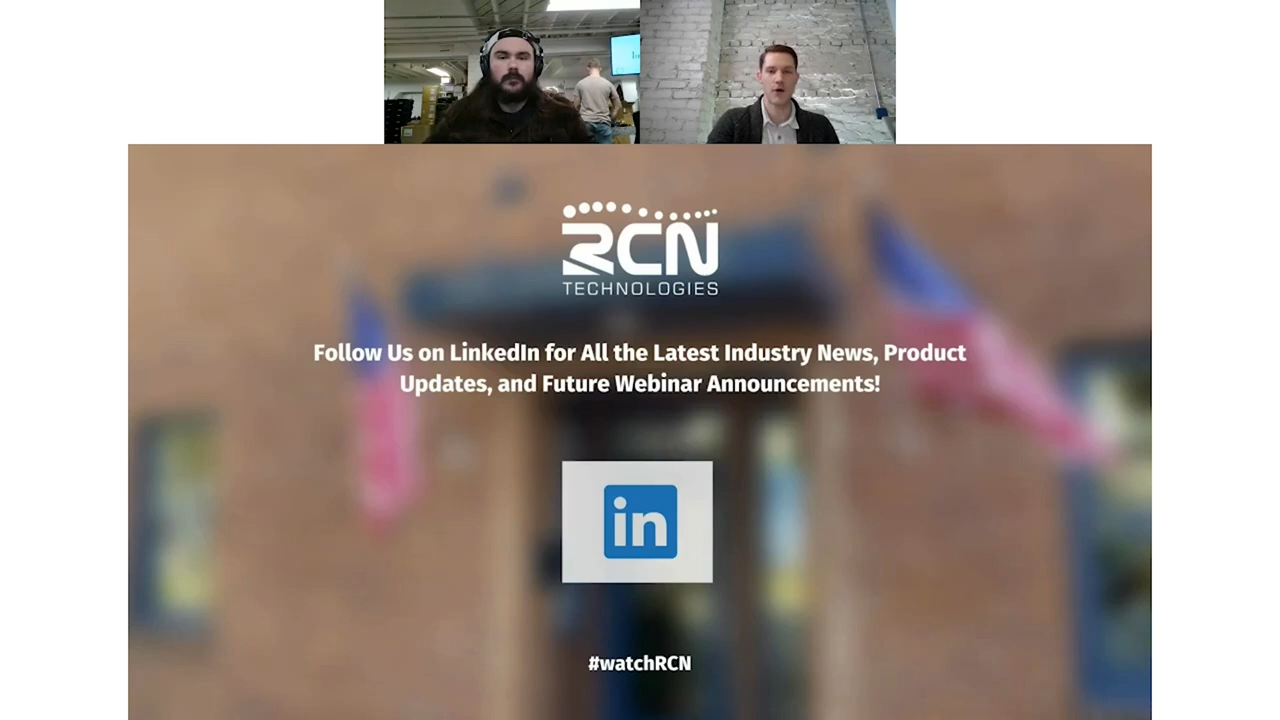 RCN
TECHNOLOGIES
Follow Us on LinkedIn for All the Latest Industry News, Product
Updates, and Future Webinar Announcements!
in
#watchRCN